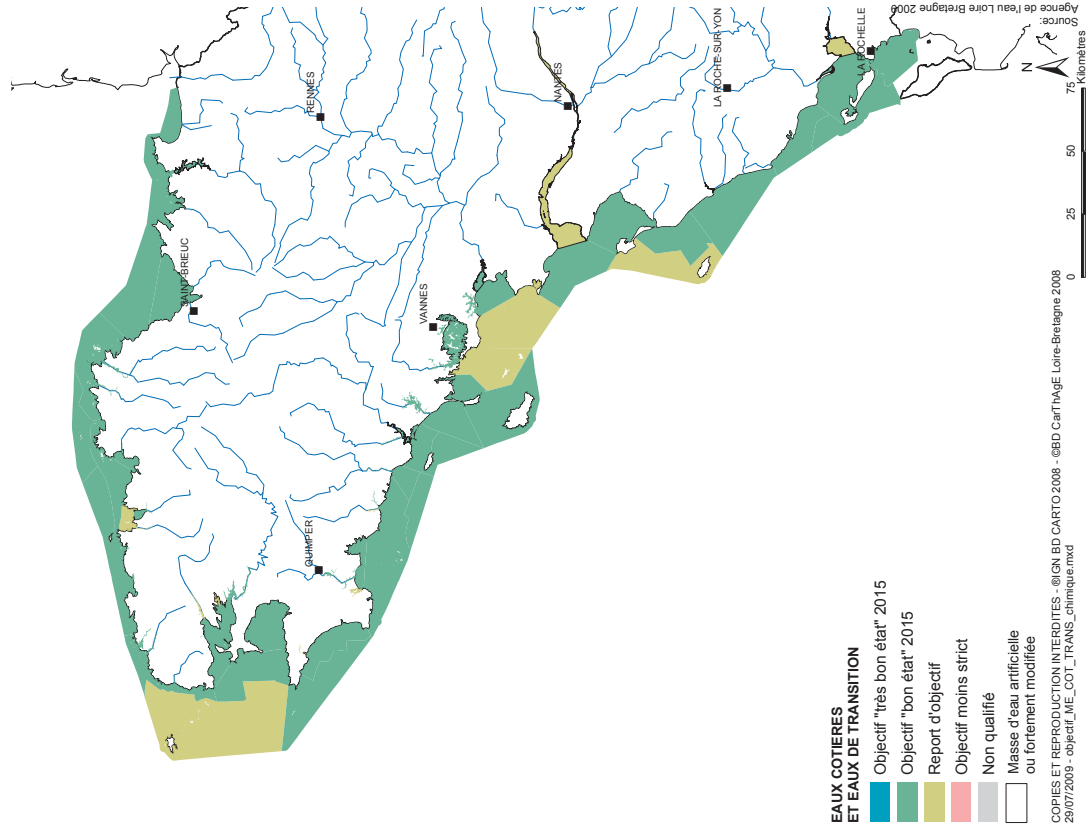 EAUX COTIERES
ET EAUX DE TRANSITION
Objectif "très bon état" 2015
Objectif "bon état" 2015
Report d'objectif
Objectif moins strict
Non qualifié
Masse d'eau artificielle
ou fortement modifiée
COPIES ET REPRODUCTION INTERDITES - ©IGN BD CARTO 2008 - ©BD CarThAgE Loire-Bretagne 2008
29/07/2009 - objectif_ME_COT_TRANS_chimique.mxd
QUIMPER
SAINT-BRIEUC
VANNES
RENNES
NANTES
LA ROCHE-SUR-YON
LA ROCHELLE
N
0 25 50 75
Kilomètres
Source:
Agence de l'eau Loire Bretagne 2009